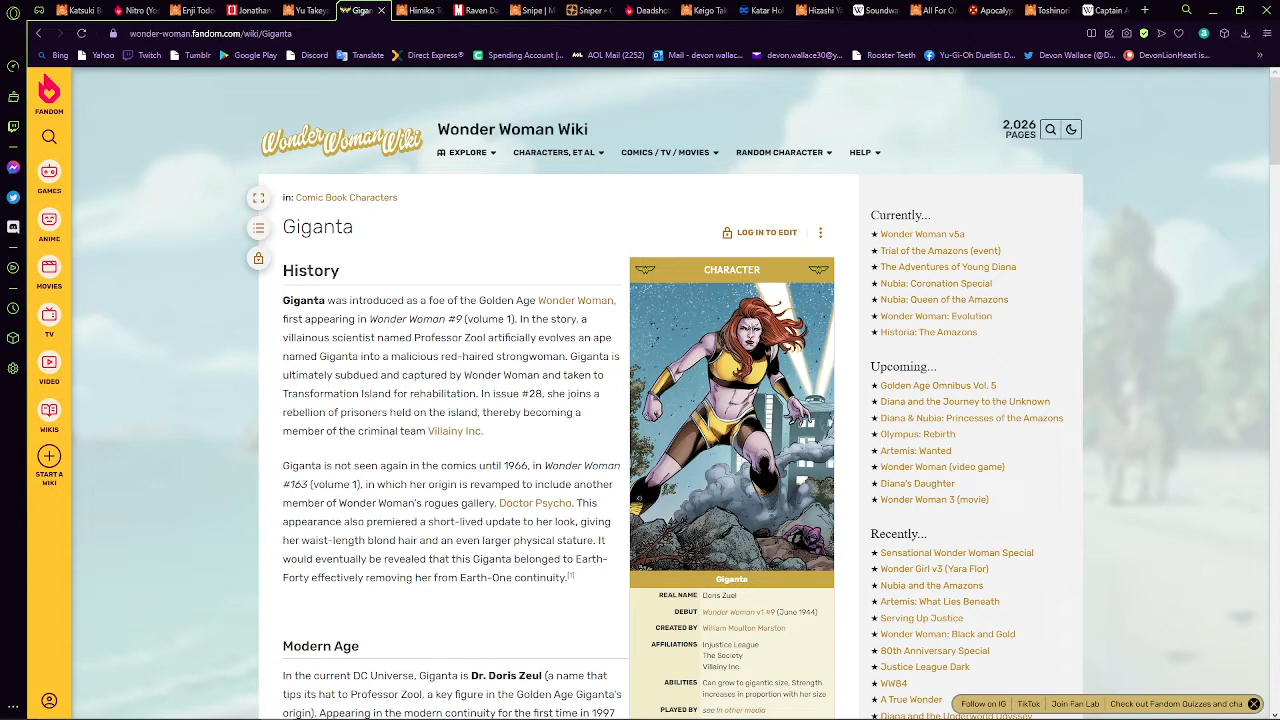 Nitro (Yo
Enji Todo
Jonathan
Yu Takey
Giganta
Himiko T
Raven Da
Snipe | M
Sniper •
Deadshot
Keigo Tak
Katar Hol
Hizashi Y
Soundwa
All For O
Apocalyp
Toshinori
Captain A
wonder-woman.fandom.com/wiki/Giganta
Bing
Yahoo
Twitch
Tumblr
Google Play
Discord
Translate
Direct Express®
Spending Account |...
AOL Mail (2252)
Mail - devon wallac...
devon.wallace30@y...
Rooster Teeth
Yu-Gi-Oh Duelist D...
Devon Wallace (@D...
DevonLHeart is...
FANDOM
GAMES
ANIME
MOVIES
TV
VIDEO
WIKIS
START A
WIKI
Wonder Woman Wiki
Wonder Woman Wiki
2,026
PAGES
EXPLORE
CHARACTERS, ET AL
COMICS / TV / MOVIES
RANDOM CHARACTER
HELP
in: Comic Book Characters
Giganta
LOG IN TO EDIT
History
Giganta was introduced as a foe of the Golden Age Wonder Woman,
first appearing in Wonder Woman #9 (volume 1). In the story, a
villainous scientist named Professor Zool artificially evolves an ape
named Giganta into a malicious red-haired strongwoman. Giganta is
ultimately subdued and captured by Wonder Woman and taken to
Transformation Island for rehabilitation. In issue #28, she joins a
rebellion of prisoners held on the island, thereby becoming a
member of the criminal team Villainy Inc.
Giganta is not seen again in the comics until 1966, in Wonder Woman
#163 (volume 1), in which her origin is revamped to include another
member of Wonder Woman's rogues gallery, Doctor Psycho. This
appearance also premiered a short-lived update to her look, giving
her waist-length blond hair and an even larger physical stature. It
would eventually be revealed that this Giganta belonged to Earth-
Forty effectively removing her from Earth-One continuity.[1]
Modern Age
In the current DC Universe, Giganta is Dr. Doris Zeul (a name that
tips its hat to Professor Zool, a key figure in the Golden Age Giganta's
origin). Appearing for the first time in 1997
CHARACTER
Giganta
REAL NAME Doris Zuel
DEBUT Wonder Woman v1 #9 (June 1944)
CREATED BY William Moulton Marston
AFFILIATIONS Injustice League
The Society
Villainy Inc.
ABILITIES Can grow to gigantic size, Strength
increases in proportion with her size
PLAYED BY see In other media
Currently...
★ Wonder Woman v5a
★ Trial of the Amazons (event)
★ The Adventures of Young Diana
★ Nubia: Coronation Special
★ Nubia: Queen of the Amazons
★ Wonder Woman: Evolution
★ Historia: The Amazons
Upcoming...
★ Golden Age Omnibus Vol. 5
★ Diana and the Journey to the Unknown
★ Diana & Nubia: Princesses of the Amazons
★ Olympus: Rebirth
★ Artemis: Wanted
★ Wonder Woman (video game)
★ Diana's Daughter
★ Wonder Woman 3 (movie)
Recently...
★ Sensational Wonder Woman Special
★ Wonder Girl v3 (Yara Flor)
★ Nubia and the Amazons
★ Artemis: What Lies Beneath
★ Serving Up Justice
★ Wonder Woman: Black and Gold
★ 80th Anniversary Special
★ Justice League Dark
★ WW84
★ A True Wonder
★ Diana and the Underworld Odyssey
Follow on IG
TikTok
Join Fan Lab
Check out Fandom Quizzes and cha